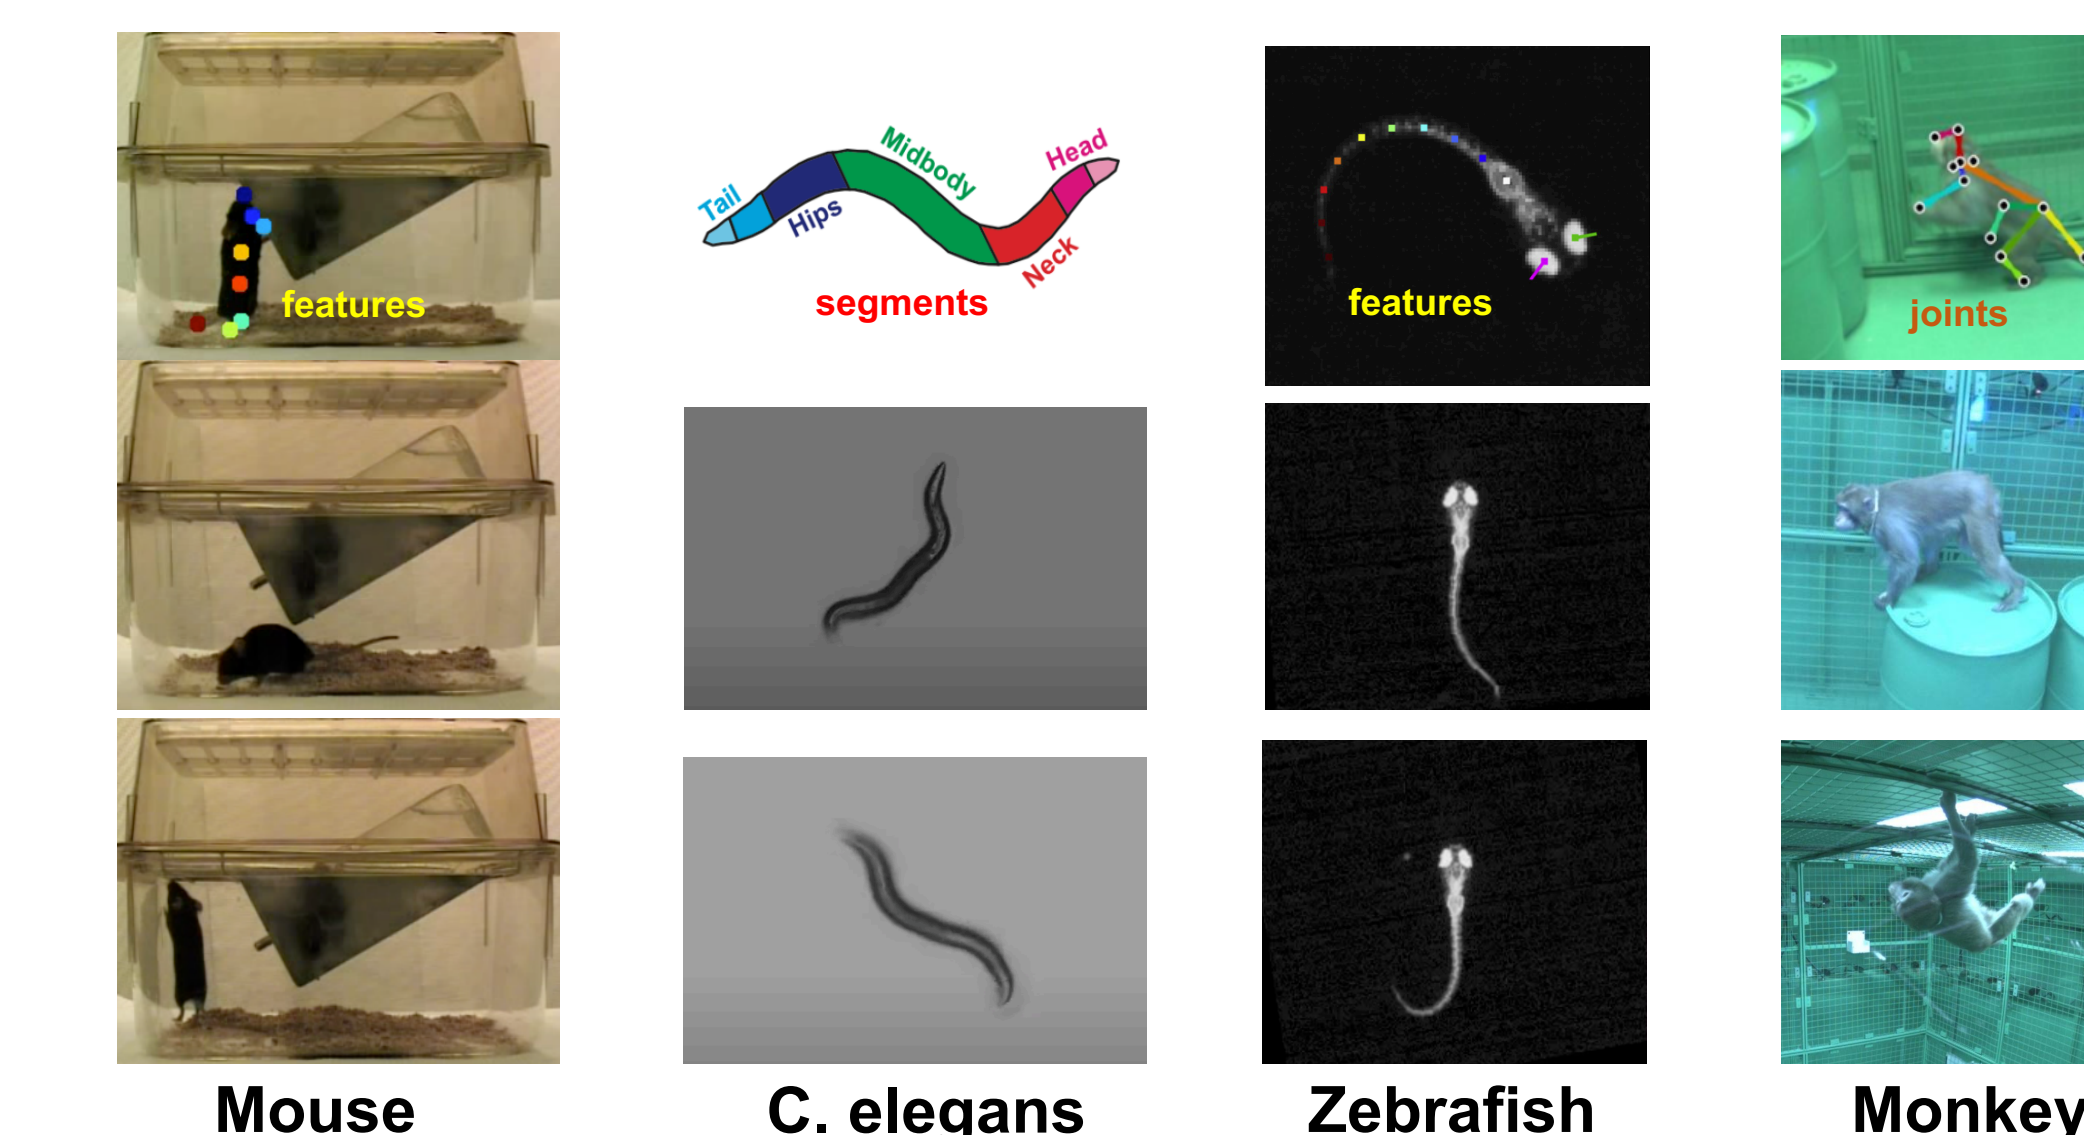 features
Tail
Hips
Midbody
Neck
Head
segments
features
joints
Mouse
C. elegans
Zebrafish
Monkey